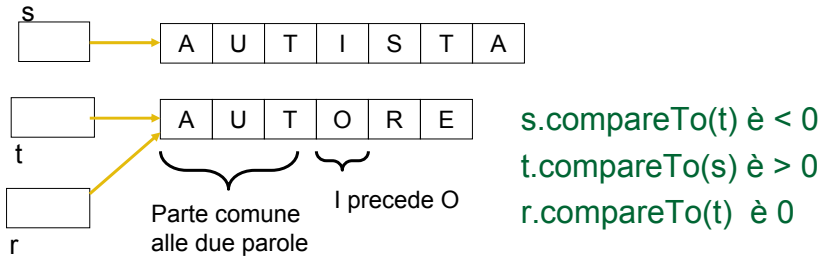 s
A U T I S T A
t
A U T O R E
r
Parte comune
alle due parole
I precede O
s.compareTo(t) è < 0
t.compareTo(s) è > 0
r.compareTo(t) è 0